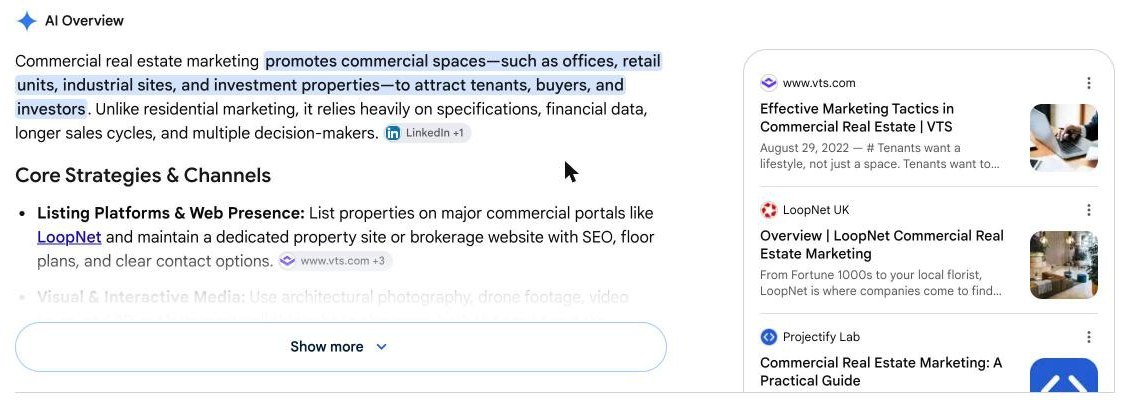 AI Overview
Commercial real estate marketing promotes commercial spaces—such as offices, retail
units, industrial sites, and investment properties—to attract tenants, buyers, and
investors. Unlike residential marketing, it relies heavily on specifications, financial data,
longer sales cycles, and multiple decision-makers. LinkedIn +1
Core Strategies & Channels
• Listing Platforms & Web Presence: List properties on major commercial portals like
LoopNet and maintain a dedicated property site or brokerage website with SEO, floor
plans, and clear contact options. www.vts.com +3
• Visual & Interactive Media: Use architectural photography, drone footage, video
Show more
www.vts.com
Effective Marketing Tactics in
Commercial Real Estate | VTS
August 29, 2022 — # Tenants want a
lifestyle, not just a space. Tenants want to...
LoopNet UK
Overview | LoopNet Commercial Real
Estate Marketing
From Fortune 1000s to your local florist,
LoopNet is where companies come to find...
Projectify Lab
Commercial Real Estate Marketing: A
Practical Guide